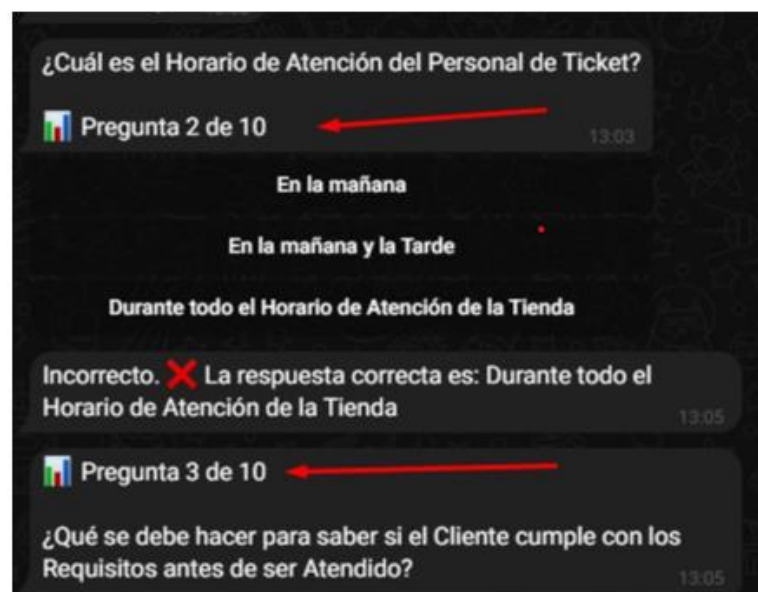 ¿Cuál es el Horario de Atención del Personal de Ticket?
📊 Pregunta 2 de 10
13:03
En la mañana
En la mañana y la Tarde
Durante todo el Horario de Atención de la Tienda
Incorrecto. ❌ La respuesta correcta es: Durante todo el
Horario de Atención de la Tienda
13:05
📊 Pregunta 3 de 10
¿Qué se debe hacer para saber si el Cliente cumple con los
Requisitos antes de ser Atendido?
13:05